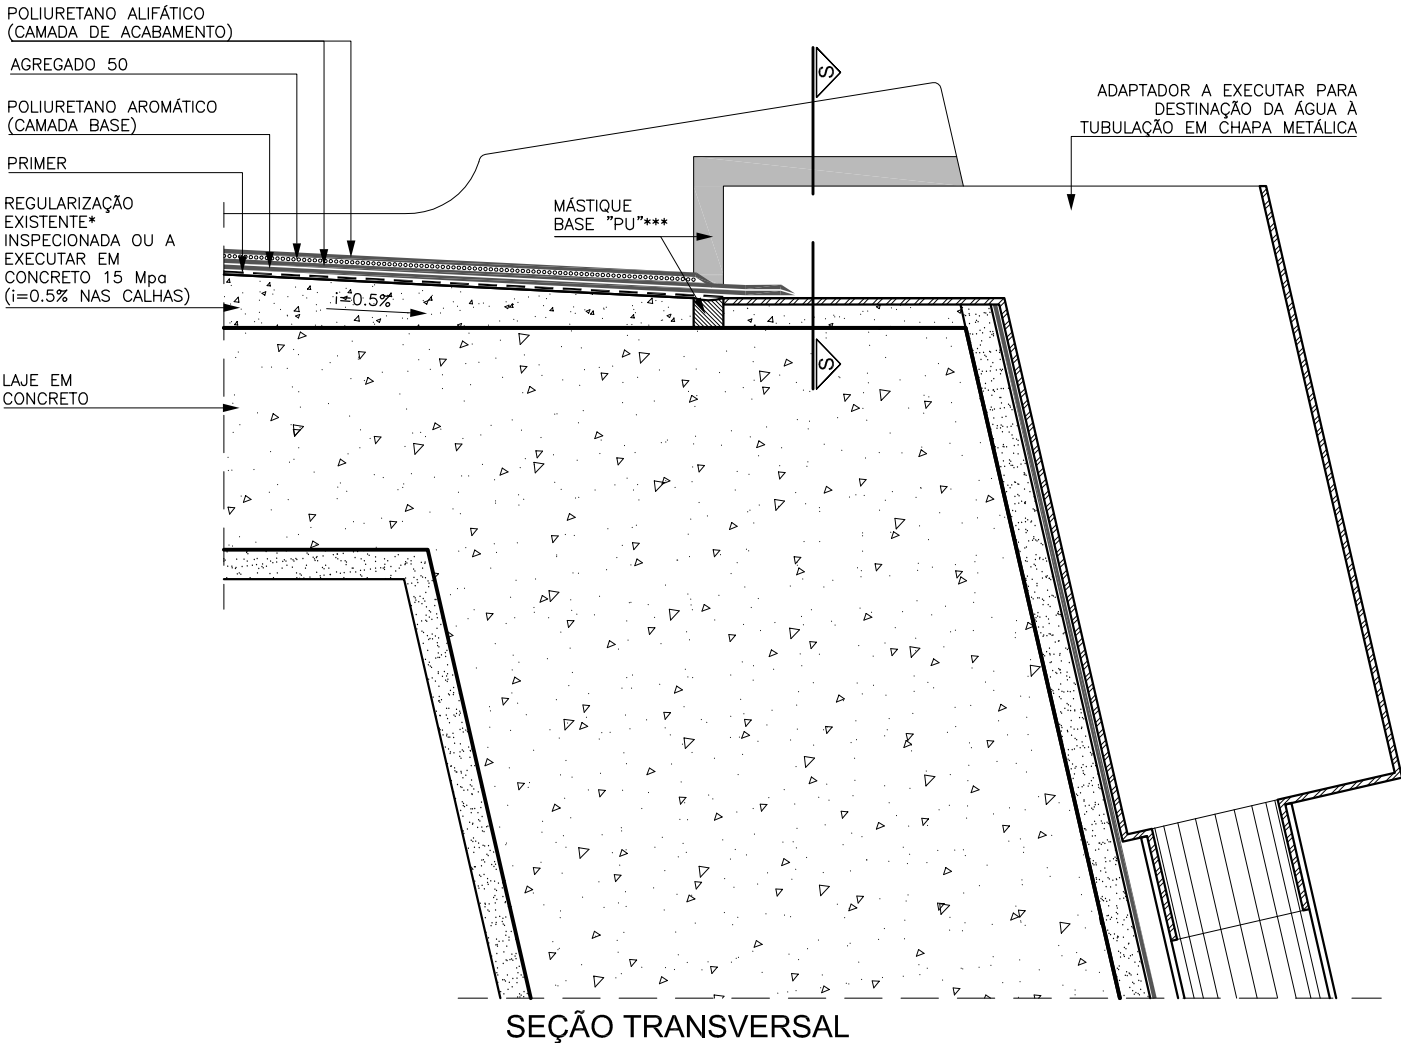 POLIURETANO ALIFÁTICO
(CAMADA DE ACABAMENTO)
AGREGADO 50
POLIURETANO AROMÁTICO
(CAMADA BASE)
PRIMER
REGULARIZAÇÃO
EXISTENTE*
INSPECIONADA OU A
EXECUTAR EM
CONCRETO 15 Mpa
(i=0.5% NAS CALHAS)
LAJE EM
CONCRETO
i=0.5%
MÁSTIQUE
BASE "PU"***
S
S
ADAPTADOR A EXECUTAR PARA
DESTINAÇÃO DA ÁGUA À
TUBULAÇÃO EM CHAPA METÁLICA
SEÇÃO TRANSVERSAL